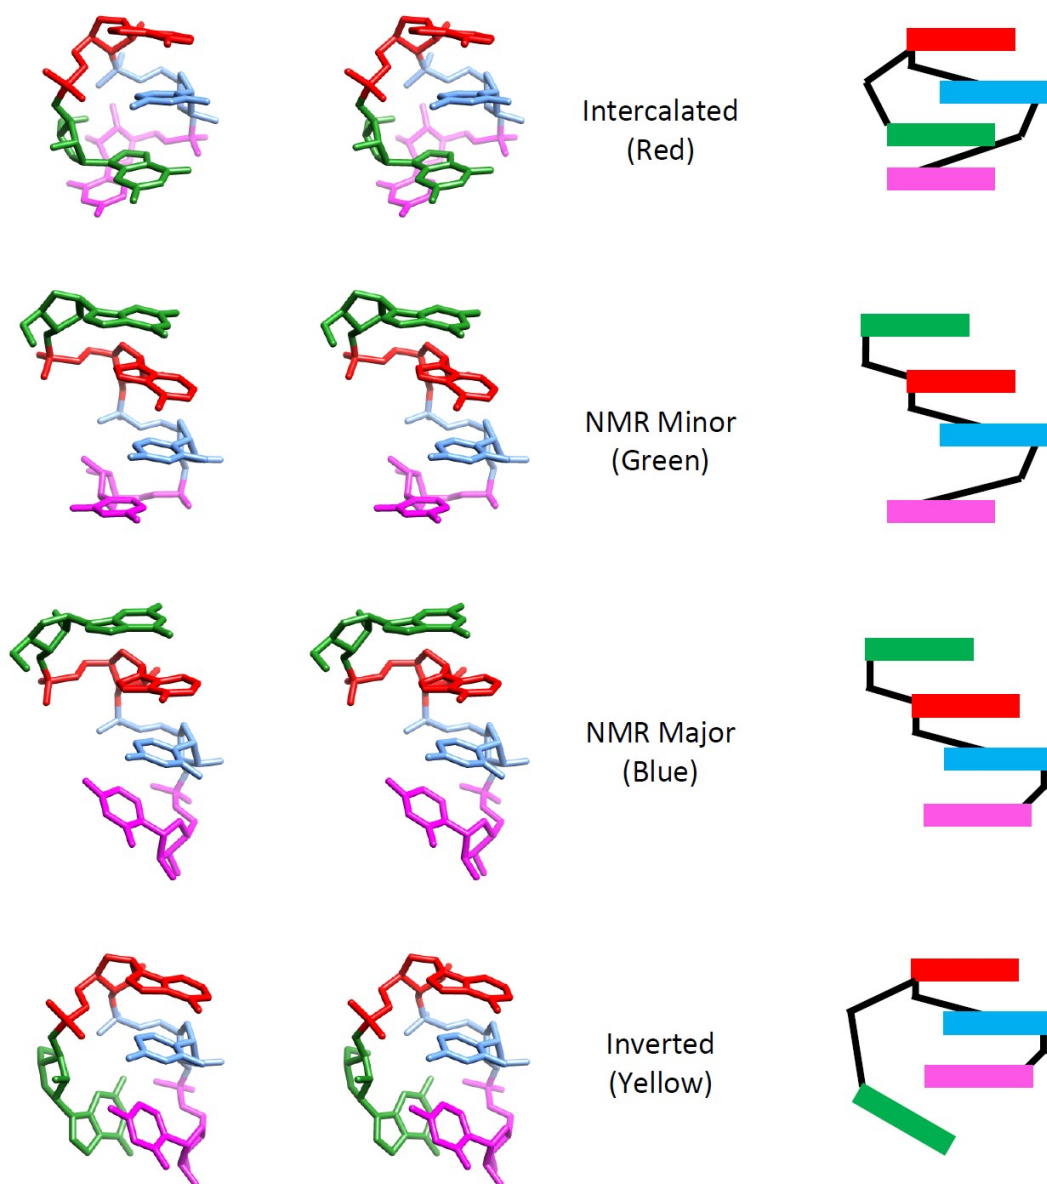 Intercalated
(Red)
NMR Minor
(Green)
NMR Major
(Blue)
Inverted
(Yellow)